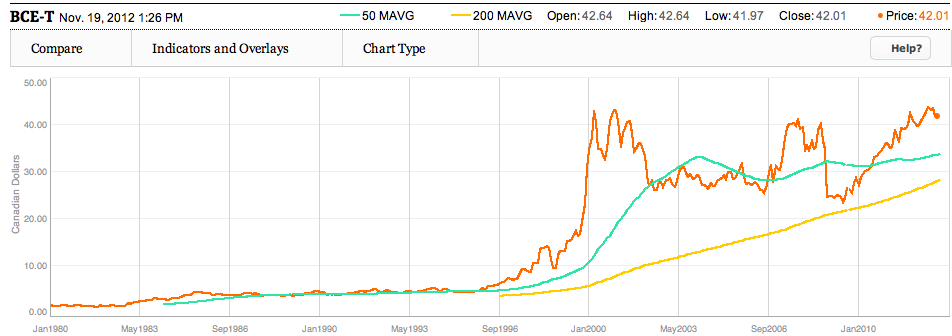 BCE-T Nov. 19, 2012 1:26 PM 50 MAVG 200 MAVG Open: 42.64 High: 42.64 Low: 41.97 Close: 42.01 Price: 42.01
Compare Indicators and Overlays Chart Type Help?
50.00
40.00
30.00
20.00
10.00
0.00
Canadian Dollars
Jan1980 May1983 Sep1986 Jan1990 May1993 Sep1996 Jan2000 May2003 Sep2006 Jan2010